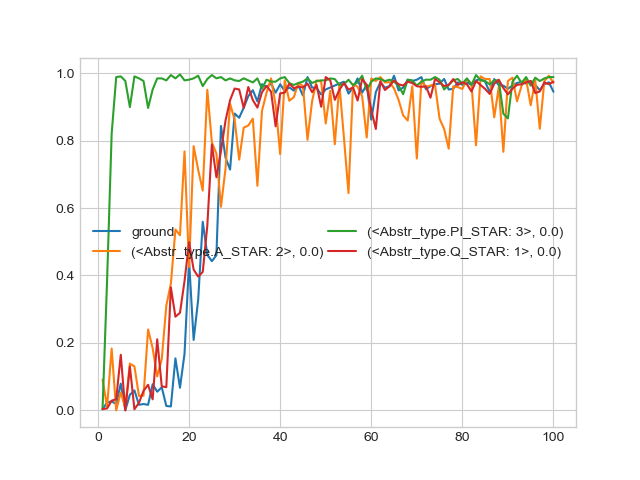 1.0
0.8
0.6
0.4
0.2
0.0
ground
(<Abstr_type.A_STAR: 2>, 0.0)
(<Abstr_type.PI_STAR: 3>, 0.0)
(<Abstr_type.Q_STAR: 1>, 0.0)
0 20 40 60 80 100